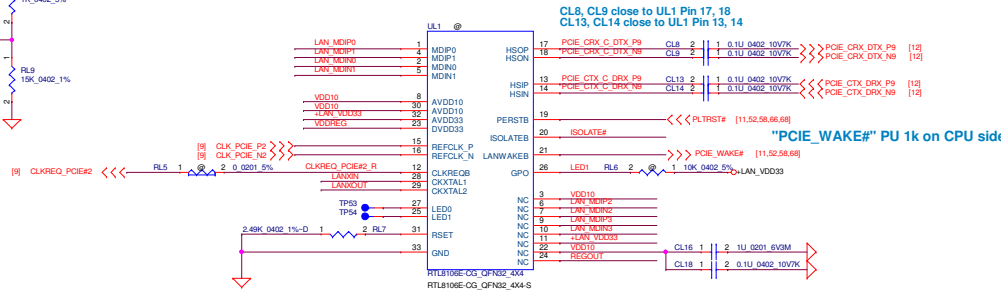 CL8, CL9 close to UL1 Pin 17, 18
CL13, CL14 close to UL1 Pin 13, 14
UL1 @
2
RL9
15K_0402_1%
1
2
LAN_MDIP0 1 MDIP0
LAN_MDIP1 4 MDIP1
LAN_MDIN0 2 MDIN0
LAN_MDIN1 5 MDIN1
VDD10 8 AVDD10
VDD10 30 AVDD10
+LAN_VDD33 32 AVDD33
VDDREG 23 DVDD33
[9] CLK_PCIE_P2 15 REFCLK_P
[9] CLK_PCIE_N2 16 REFCLK_N
[9] CLKREQ_PCIE#2 RL5 1 @ 2 0_0201_5% CLKREQ_PCIE#2_R 12 CLKREQB
LANXIN 28 CKXTAL1
LANXOUT 29 CKXTAL2
TP53 27 LED0
TP54 25 LED1
2.49K_0402_1%~D 1 2 RL7 31 RSET
33 GND
HSOP 17 PCIE_CRX_C_DTX_P9 CL8 2 1 0.1U_0402_10V7K PCIE_CRX_DTX_P9 [12]
HSON 18 PCIE_CRX_C_DTX_N9 CL9 2 1 0.1U_0402_10V7K PCIE_CRX_DTX_N9 [12]
HSIP 13 PCIE_CTX_C_DRX_P9 CL13 2 1 0.1U_0402_10V7K PCIE_CTX_DRX_P9 [12]
HSIN 14 PCIE_CTX_C_DRX_N9 CL14 2 1 0.1U_0402_10V7K PCIE_CTX_DRX_N9 [12]
PERSTB 19 PLTRST# [11,52,58,66,68]
ISOLATEB 20 ISOLATE#
"PCIE_WAKE#" PU 1k on CPU side
LANWAKEB 21 PCIE_WAKE# [11,52,58,68]
GPO 26 LED1 RL6 2 @ 1 10K_0402_5% +LAN_VDD33
NC 3 VDD10
NC 6 LAN_MDIP2
NC 7 LAN_MDIN2
NC 9 LAN_MDIP3
NC 10 LAN_MDIN3
NC 11 +LAN_VDD33
NC 22 VDD10 CL16 1 2 1U_0201_6V3M
NC 24 REGOUT
CL18 1 2 0.1U_0402_10V7K
RTL8106E-CG_QFN32_4X4
RTL8106E-CG_QFN32_4X4-S